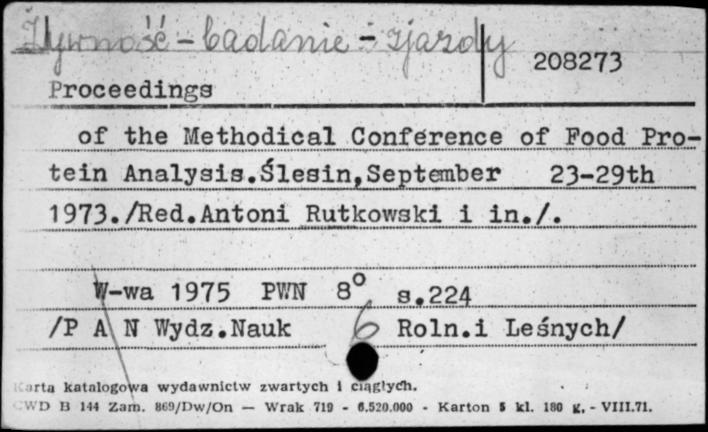 Żywność - badanie - zjazdy
208273
Proceedings
of the Methodical Conference of Food Pro-
tein Analysis.Ślesin,September 23-29th
1973./Red.Antoni Rutkowski i in./.
W-wa 1975 PWN 8° s.224
/P A N Wydz.Nauk 6 Roln.i Leśnych/
Karta katalogowa wydawnictw zwartych i ciągłych.
CWD B 144 Zam. 869/Dw/On — Wrak 719 - 6.520.000 - Karton 5 kl. 180 g. - VIII.71.